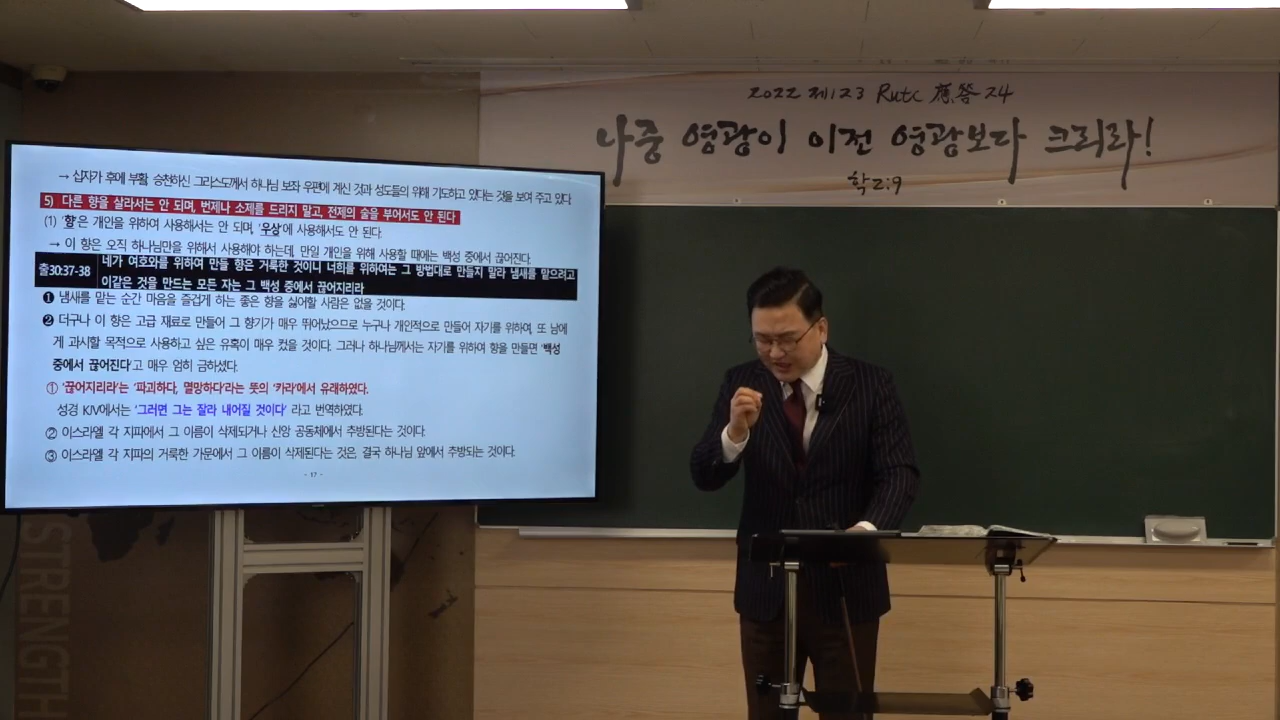 2022 제123 Rutc 應答 24
나중 영광이 이전 영광보다 크리라!
학2:9
→ 십자가 후에 부활, 승천하신 그리스도께서 하나님 보좌 우편에 계신 것과 성도들의 위해 기도하고 있다는 것을 보여 주고 있다.
5) 다른 향을 살라서는 안 되며, 번제나 소제를 드리지 말고, 전제의 술을 부어서도 안 된다
(1) '향'은 개인을 위하여 사용해서는 안 되며, '우상'에 사용해서도 안 된다.
→ 이 향은 오직 하나님만을 위해서 사용해야 하는데, 만일 개인을 위해 사용할 때에는 백성 중에서 끊어진다.
출30:37-38
네가 여호와를 위하여 만들 향은 거룩한 것이니 너희를 위하여는 그 방법대로 만들지 말라 냄새를 맡으려고
이같은 것을 만드는 모든 자는 그 백성 중에서 끊어지리라
❶ 냄새를 맡는 순간 마음을 즐겁게 하는 좋은 향을 싫어할 사람은 없을 것이다.
❷ 더구나 이 향은 고급 재료로 만들어 그 향기가 매우 뛰어났으므로 누구나 개인적으로 만들어 자기를 위하여, 또 남에
게 과시할 목적으로 사용하고 싶은 유혹이 매우 컸을 것이다. 그러나 하나님께서는 자기를 위하여 향을 만들면 '백성
중에서 끊어진다'고 매우 엄히 금하셨다.
① '끊어지리라'는 '파괴하다, 멸망하다'라는 뜻의 '카라'에서 유래하였다.
성경 KJV에서는 '그러면 그는 잘라 내어질 것이다' 라고 번역하였다.
② 이스라엘 각 지파에서 그 이름이 삭제되거나 신앙 공동체에서 추방된다는 것이다.
③ 이스라엘 각 지파의 거룩한 가문에서 그 이름이 삭제된다는 것은, 결국 하나님 앞에서 추방되는 것이다.
- 17 -
STRENGTH